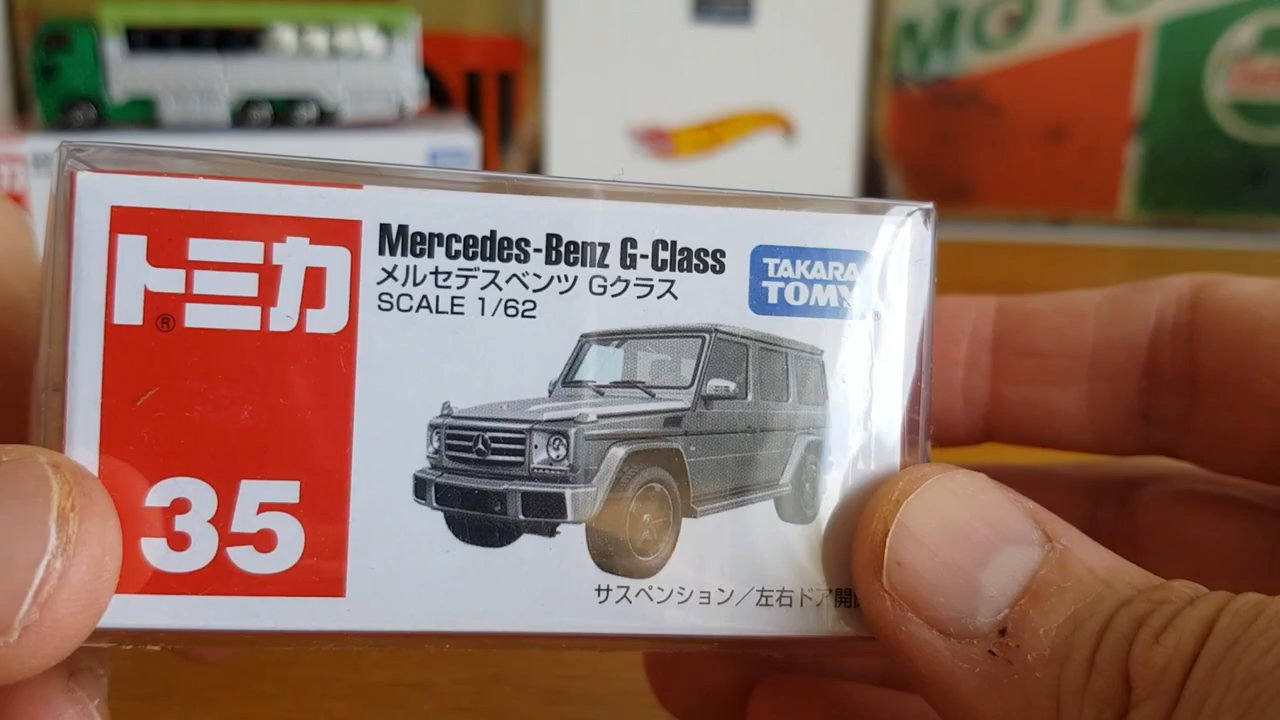 MOTO
トミカ
®
Mercedes-Benz G-Class
メルセデスベンツ Gクラス
SCALE 1/62
TAKARA
TOMY
35
サスペンション／左右ドア開